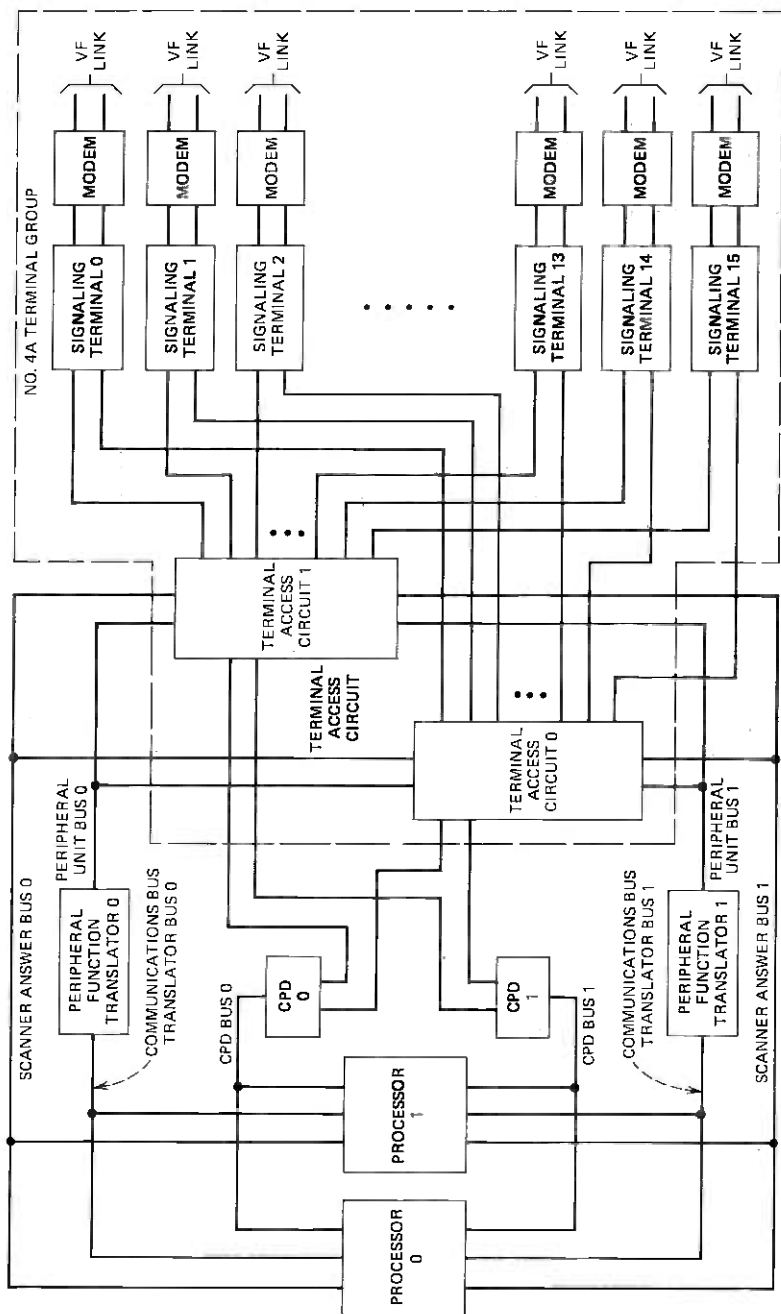 NO. 4A TERMINAL GROUP
SIGNALING
TERMINAL 0
MODEM
VF
LINK
SIGNALING
TERMINAL 1
MODEM
VF
LINK
SIGNALING
TERMINAL 2
MODEM
VF
LINK
SIGNALING
TERMINAL 13
MODEM
VF
LINK
SIGNALING
TERMINAL 14
MODEM
VF
LINK
SIGNALING
TERMINAL 15
MODEM
VF
LINK
TERMINAL
ACCESS
CIRCUIT 1
TERMINAL
ACCESS
CIRCUIT
TERMINAL
ACCESS
CIRCUIT 0
SCANNER ANSWER BUS 0
PERIPHERAL
UNIT BUS 0
PERIPHERAL
FUNCTION
TRANSLATOR 0
COMMUNICATIONS BUS
TRANSLATOR BUS 0
CPD BUS 0
CPD
0
CPD
1
CPD BUS 1
PERIPHERAL
UNIT BUS 1
PERIPHERAL
FUNCTION
TRANSLATOR 1
COMMUNICATIONS BUS
TRANSLATOR BUS 1
SCANNER ANSWER BUS 1
PROCESSOR
1
PROCESSOR
0